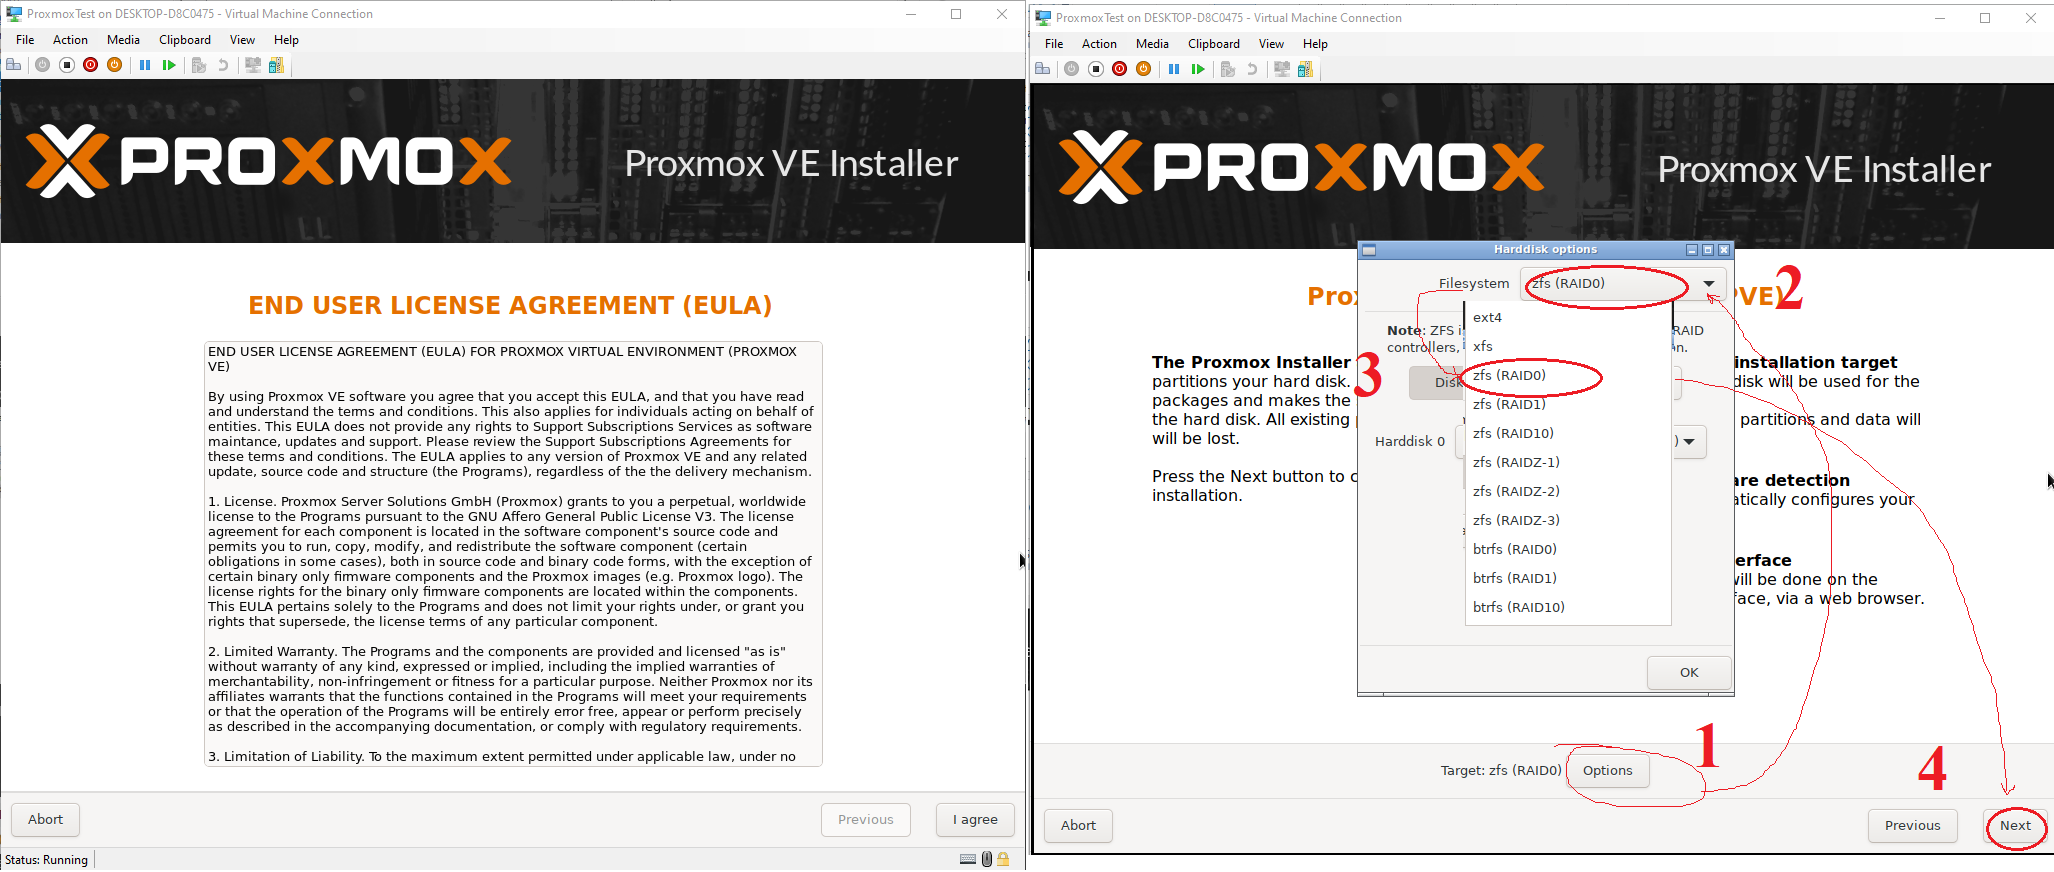 ProxmoxTest on DESKTOP-D8C0475 - Virtual Machine Connection
File Action Media Clipboard View Help
PROXMOX
Proxmox VE Installer
END USER LICENSE AGREEMENT (EULA)
END USER LICENSE AGREEMENT (EULA) FOR PROXMOX VIRTUAL ENVIRONMENT (PROXMOX
VE)
By using Proxmox VE software you agree that you accept this EULA, and that you have read
and understand the terms and conditions. This also applies for individuals acting on behalf of
entities. This EULA does not provide any rights to Support Subscriptions Services as software
maintance, updates and support. Please review the Support Subscriptions Agreements for
these terms and conditions. The EULA applies to any version of Proxmox VE and any related
update, source code and structure (the Programs), regardless of the the delivery mechanism.
1. License. Proxmox Server Solutions GmbH (Proxmox) grants to you a perpetual, worldwide
license to the Programs pursuant to the GNU Affero General Public License V3. The license
agreement for each component is located in the software component's source code and
permits you to run, copy, modify, and redistribute the software component (certain
obligations in some cases), both in source code and binary code forms, with the exception of
certain binary only firmware components and the Proxmox images (e.g. Proxmox logo). The
license rights for the binary only firmware components are located within the components.
This EULA pertains solely to the Programs and does not limit your rights under, or grant you
rights that supersede, the license terms of any particular component.
2. Limited Warranty. The Programs and the components are provided and licensed "as is"
without warranty of any kind, expressed or implied, including the implied warranties of
merchantability, non-infringement or fitness for a particular purpose. Neither Proxmox nor its
affiliates warrants that the functions contained in the Programs will meet your requirements
or that the operation of the Programs will be entirely error free, appear or perform precisely
as described in the accompanying documentation, or comply with regulatory requirements.
3. Limitation of Liability. To the maximum extent permitted under applicable law, under no
Abort
Previous
I agree
Status: Running
ProxmoxTest on DESKTOP-D8C0475 - Virtual Machine Connection
File Action Media Clipboard View Help
PROXMOX
Proxmox VE Installer
Harddisk options
Filesystem
zfs (RAID0)
2
Pro
PVE)
Note: ZFS i
RAID
controllers,
n.
3
Disk
ext4
xfs
zfs (RAID0)
zfs (RAID1)
zfs (RAID10)
zfs (RAIDZ-1)
zfs (RAIDZ-2)
zfs (RAIDZ-3)
btrfs (RAID0)
btrfs (RAID1)
btrfs (RAID10)
Harddisk 0
)
OK
The Proxmox Installer
partitions your hard disk.
packages and makes the
the hard disk. All existing
will be lost.
Press the Next button to c
installation.
installation target
disk will be used for the
partitions and data will
are detection
atically configures your
erface
will be done on the
face, via a web browser.
1
Target: zfs (RAID0)
Options
4
Abort
Previous
Next